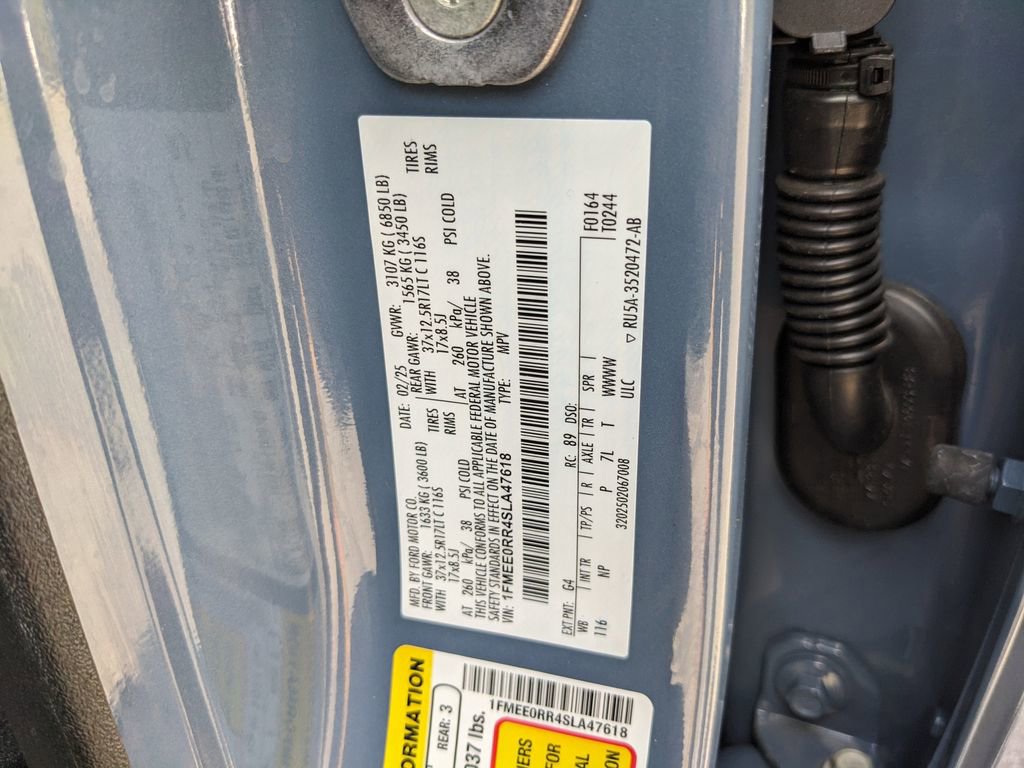 MFD. BY FORD MOTOR CO. DATE: 02/25 GVWR: 3107 KG ( 6850 LB)
FRONT GAWR: 1633 KG ( 3600 LB) REAR GAWR: 1565 KG ( 3450 LB)
WITH 37x12.5R17LT C 116S TIRES WITH 37x12.5R17LT C 116S TIRES
17x8.5J RIMS 17x8.5J RIMS
AT 260 kPa/ 38 PSI COLD AT 260 kPa/ 38 PSI COLD
THIS VEHICLE CONFORMS TO ALL APPLICABLE FEDERAL MOTOR VEHICLE
SAFETY STANDARDS IN EFFECT ON THE DATE OF MANUFACTURE SHOWN ABOVE.
VIN: 1FMEE0RR4SLA47618 TYPE: MPV
EXT PNT: G4 RC: 89 DSO: F0164
WB INT TR TP/PS R AXLE TR SPR T0244
116 NP P 7L T WWWW
3202502067008 ULC RU5A-3520472-AB
ORMATION
REAR: 3
037 lbs.
1FMEE0RR4SLA47618